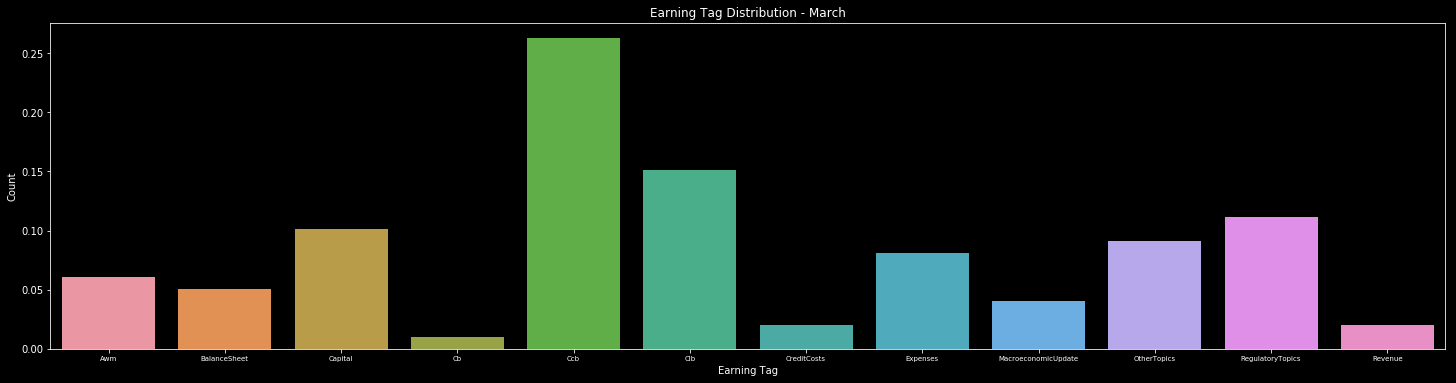 Earning Tag Distribution - March
Count
0.25
0.20
0.15
0.10
0.05
0.00
Awm BalanceSheet Capital Cb Ccb Cib CreditCosts Expenses MacroeconomicUpdate OtherTopics RegulatoryTopics Revenue
Earning Tag